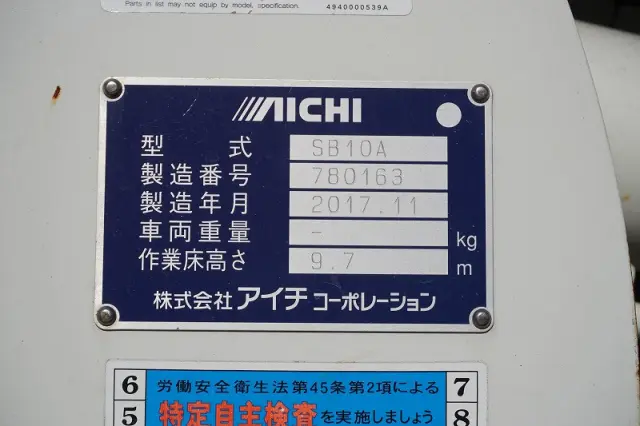 Parts in list may not equip by model, specification.
4940000539A
AICHI
型 式 SB10A
製造番号 780163
製造年月 2017.11
車両重量 - kg
作業床高さ 9.7 m
株式会社 アイチ コーポレーション
6 労働安全衛生法第45条第2項による 7
5 特定自主検査を実施しましょう 8